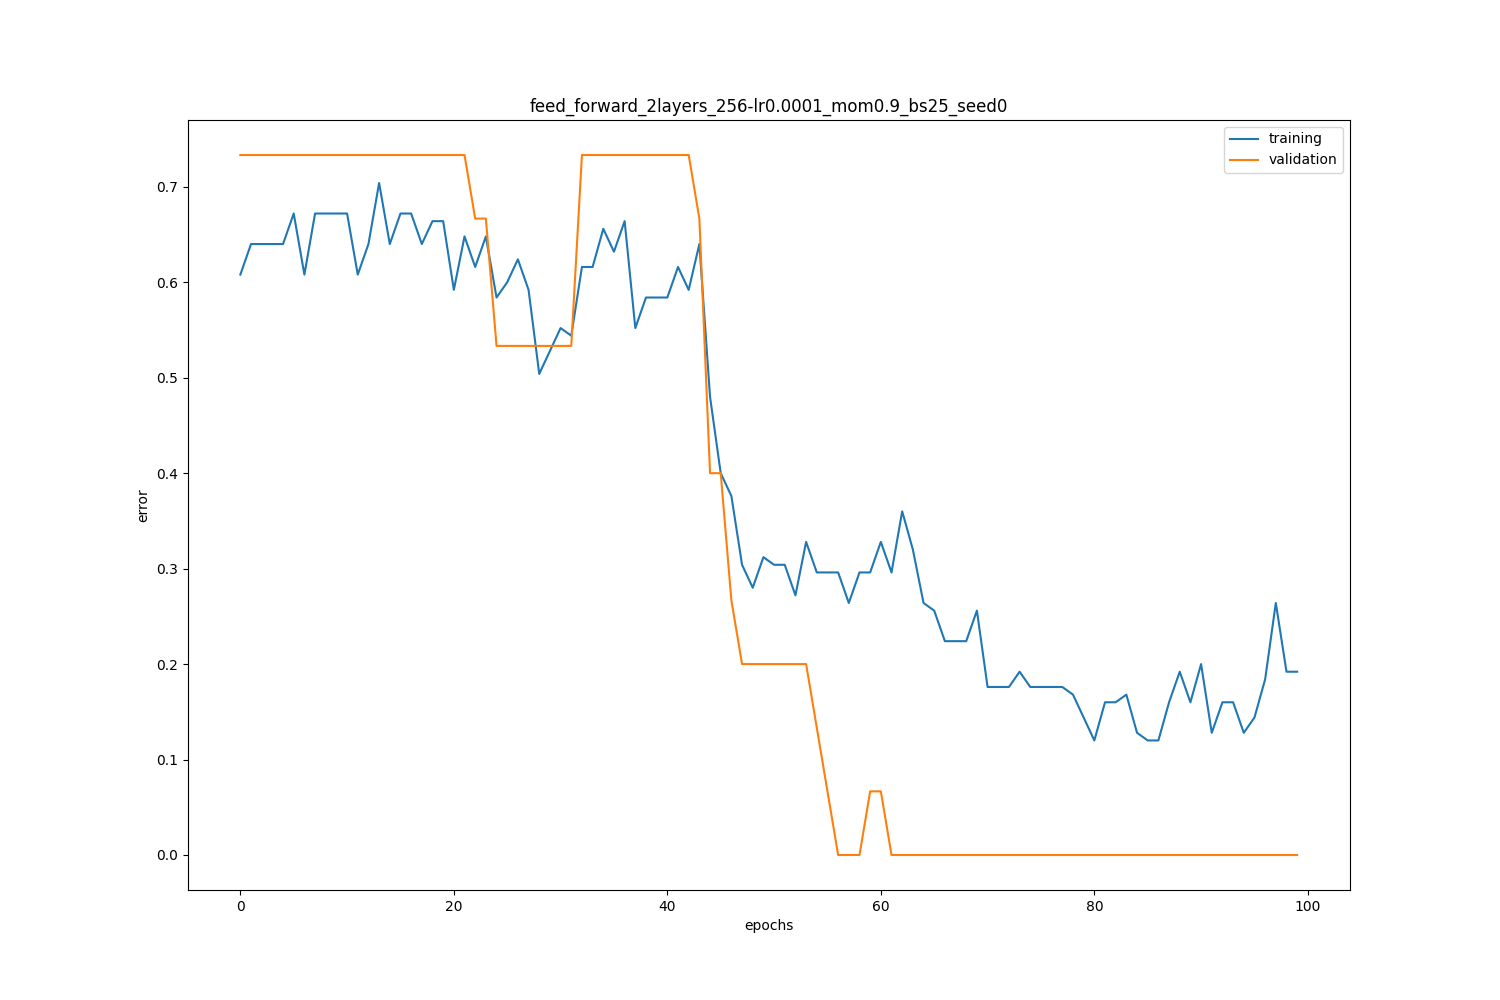 feed_forward_2layers_256-lr0.0001_mom0.9_bs25_seed0
training
validation
0.7
0.6
0.5
0.4
0.3
0.2
0.1
0.0
error
0 20 40 60 80 100
epochs